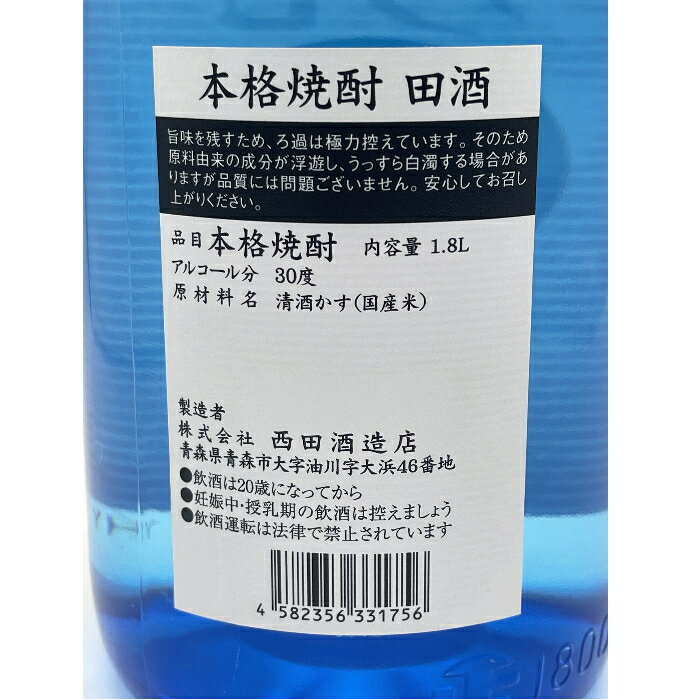 本格焼酎 田酒
旨味を残すため、ろ過は極力控えています。そのため
原料由来の成分が浮遊し、うっすら白濁する場合があ
りますが品質には問題ございません。安心してお召し
上がりください。
品目 本格焼酎 内容量 1.8L
アルコール分 30度
原材料名 清酒かす(国産米)
製造者
株式会社 西田酒造店
青森県青森市大字油川字大浜46番地
●飲酒は20歳になってから
●妊娠中・授乳期の飲酒は控えましょう
●飲酒運転は法律で禁止されています
4 582356 331756
1800